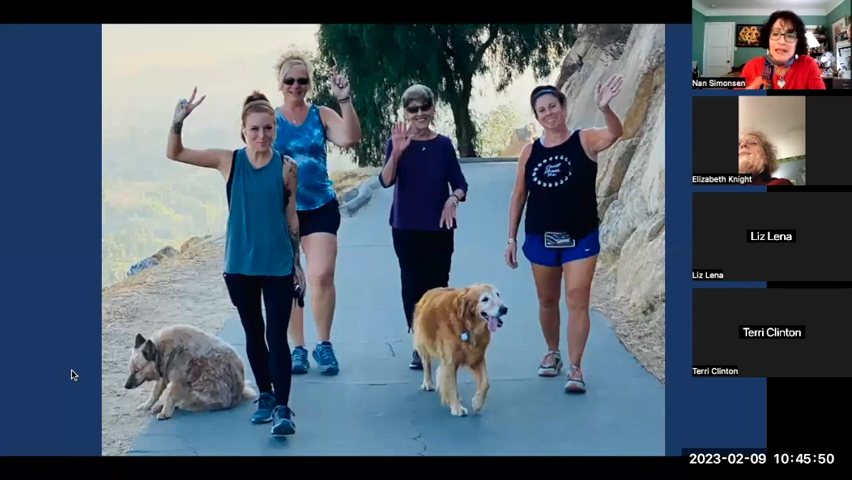 Nan Simonsen
Elizabeth Knight
Liz Lena
Liz Lena
Terri Clinton
Terri Clinton
2023-02-09 10:45:50